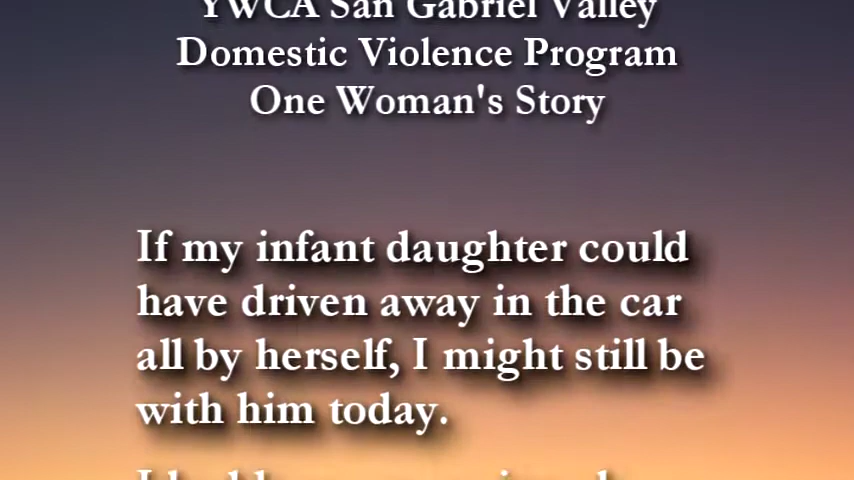 YWCA San Gabriel Valley
Domestic Violence Program
One Woman's Story
If my infant daughter could
have driven away in the car
all by herself, I might still be
with him today.